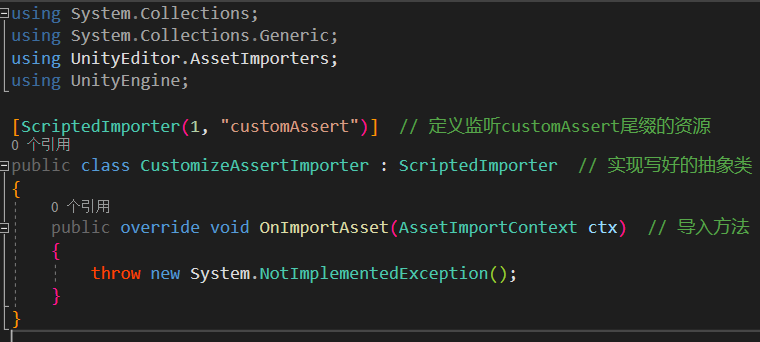 using System.Collections;
using System.Collections.Generic;
using UnityEditor.AssetImporters;
using UnityEngine;
[ScriptedImporter(1, "customAssert")] // 定义监听customAssert尾缀的资源
0 个引用
public class CustomizeAssertImporter : ScriptedImporter // 实现写好的抽象类
{
0 个引用
public override void OnImportAsset(AssetImportContext ctx) // 导入方法
{
throw new System.NotImplementedException();
}
}